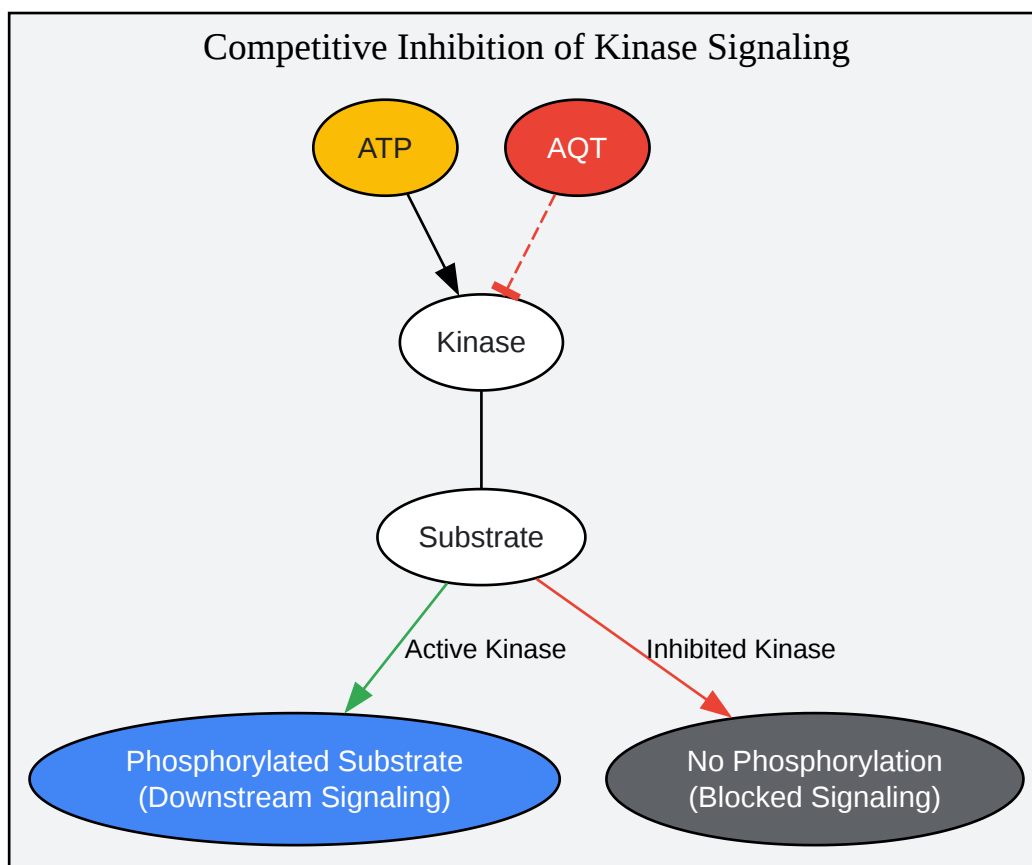 Competitive Inhibition of Kinase Signaling
ATP
AQT
Kinase
Substrate
Active Kinase
Inhibited Kinase
Phosphorylated Substrate
(Downstream Signaling)
No Phosphorylation
(Blocked Signaling)